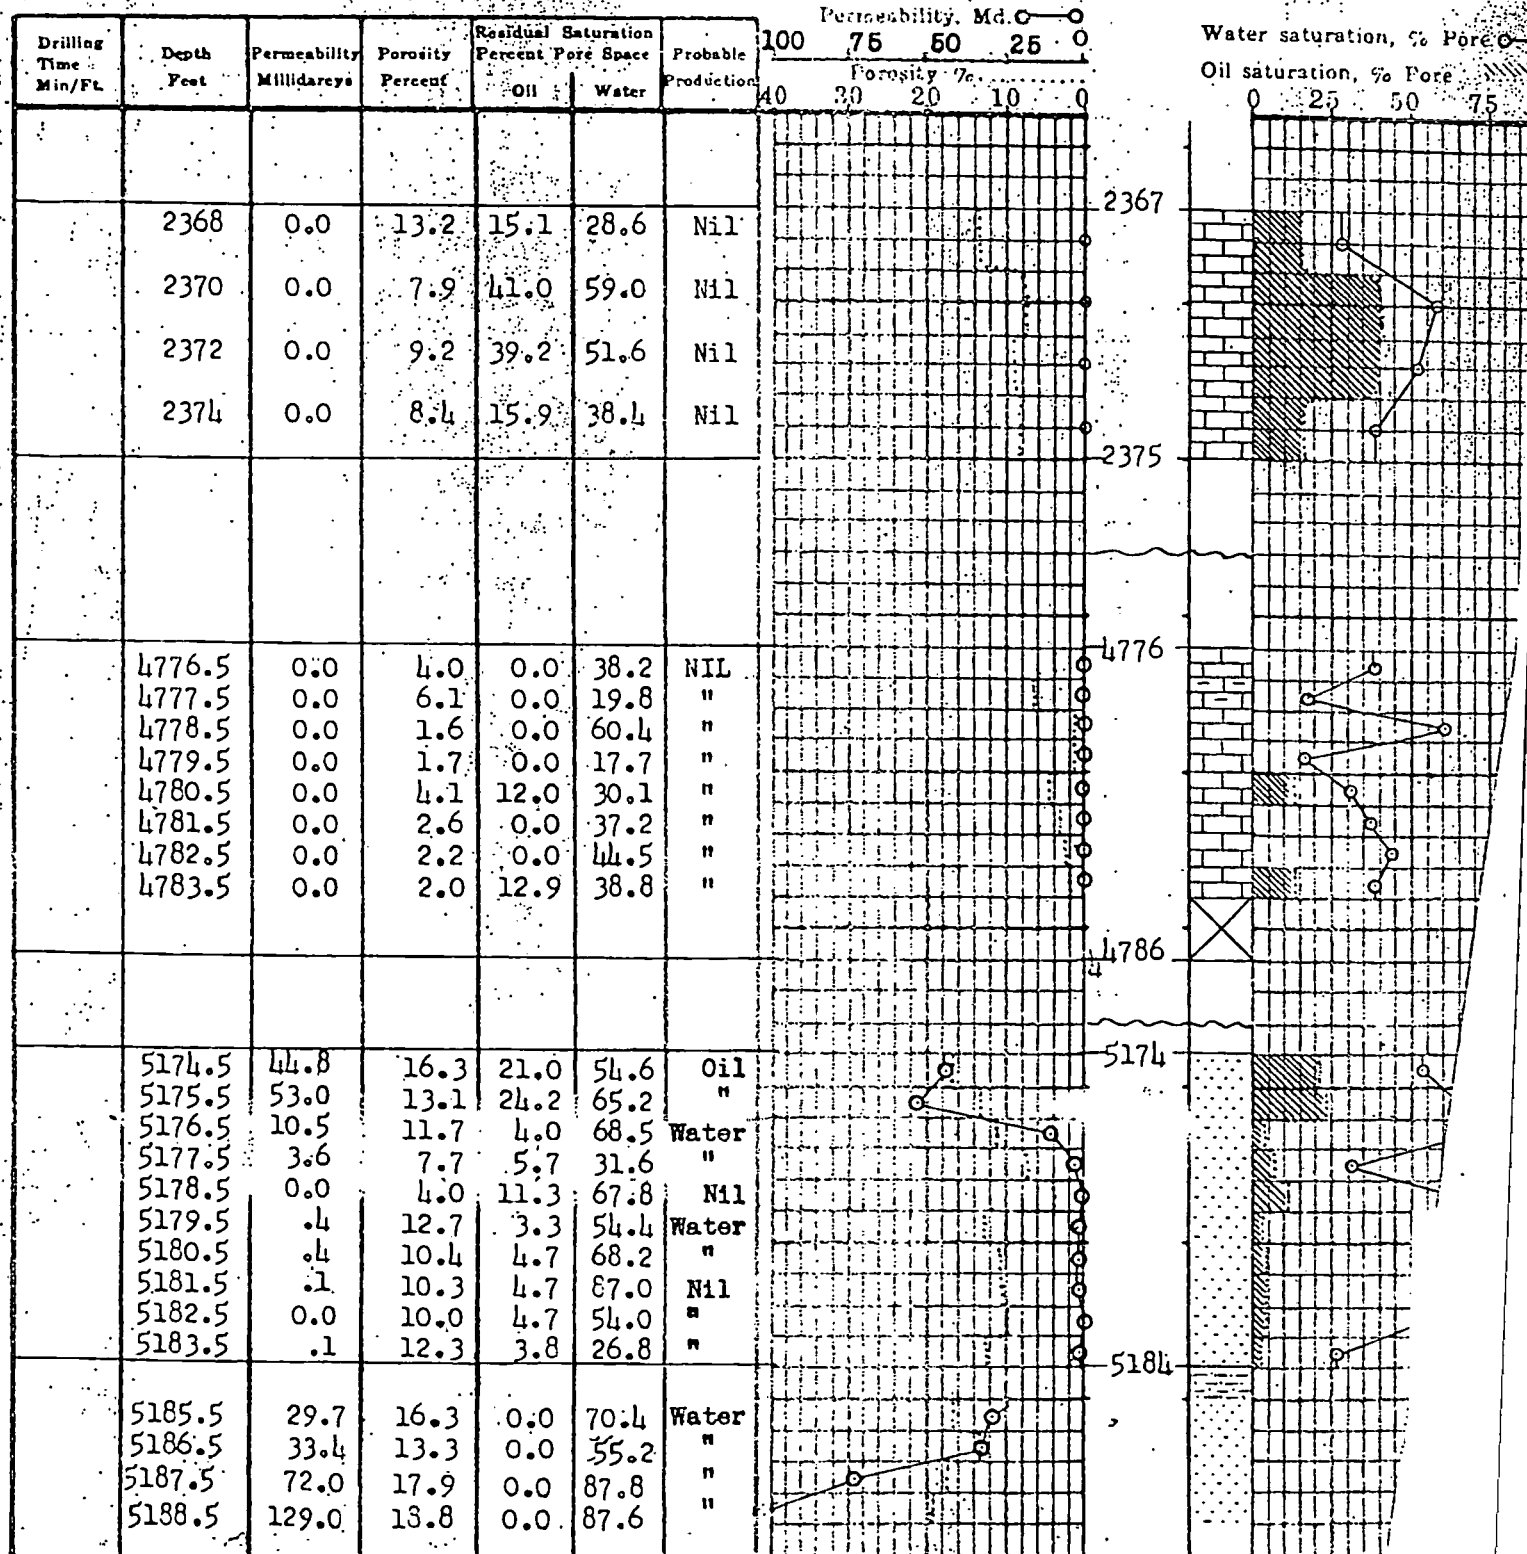 Permeability, Md.
100 75 50 25 0
Porosity %
40 30 20 10 0
Water saturation, % Pore
Oil saturation, % Pore
0 25 50 75
Drilling Time Min/Ft. Depth Feet Permeability Millidarcys Porosity Percent Residual Saturation Percent Pore Space Oil Water Probable Production
2367
2368 0.0 13.2 15.1 28.6 Nil
2370 0.0 7.9 41.0 59.0 Nil
2372 0.0 9.2 39.2 51.6 Nil
2374 0.0 8.4 15.9 38.4 Nil
2375
4776
4776.5 0.0 4.0 0.0 38.2 NIL
4777.5 0.0 6.1 0.0 19.8 "
4778.5 0.0 1.6 0.0 60.4 "
4779.5 0.0 1.7 0.0 17.7 "
4780.5 0.0 4.1 12.0 30.1 "
4781.5 0.0 2.6 0.0 37.2 "
4782.5 0.0 2.2 0.0 44.5 "
4783.5 0.0 2.0 12.9 38.8 "
4786
5174
5174.5 44.8 16.3 21.0 54.6 Oil
5175.5 53.0 13.1 24.2 65.2 "
5176.5 10.5 11.7 4.0 68.5 Water
5177.5 3.6 7.7 5.7 31.6 "
5178.5 0.0 4.0 11.3 67.8 Nil
5179.5 .4 12.7 3.3 54.4 Water
5180.5 .4 10.4 4.7 68.2 "
5181.5 .1 10.3 4.7 87.0 Nil
5182.5 0.0 10.0 4.7 54.0 "
5183.5 .1 12.3 3.8 26.8 "
5184
5185.5 29.7 16.3 0.0 70.4 Water
5186.5 33.4 13.3 0.0 55.2 "
5187.5 72.0 17.9 0.0 87.8 "
5188.5 129.0 18.8 0.0 87.6 "